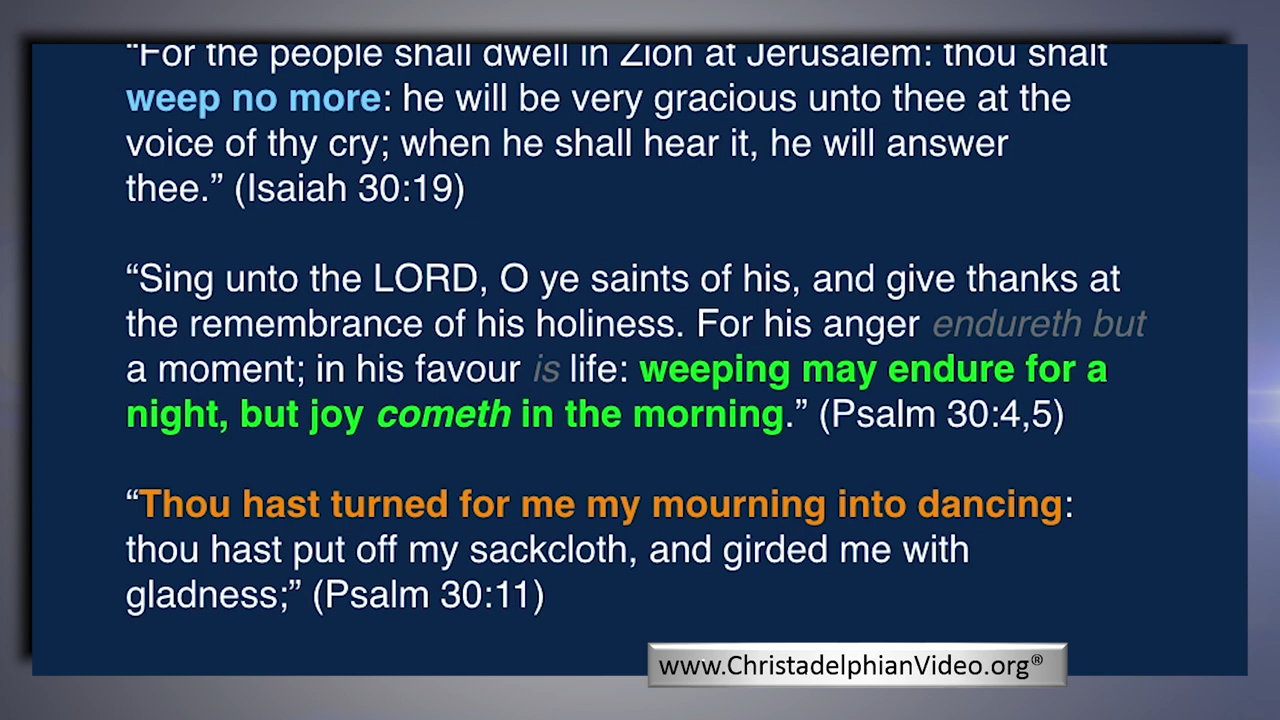 “For the people shall dwell in Zion at Jerusalem: thou shalt
weep no more: he will be very gracious unto thee at the
voice of thy cry; when he shall hear it, he will answer
thee.” (Isaiah 30:19)
“Sing unto the LORD, O ye saints of his, and give thanks at
the remembrance of his holiness. For his anger endureth but
a moment; in his favour is life: weeping may endure for a
night, but joy cometh in the morning.” (Psalm 30:4,5)
“Thou hast turned for me my mourning into dancing:
thou hast put off my sackcloth, and girded me with
gladness;” (Psalm 30:11)
www.ChristadelphianVideo.org®